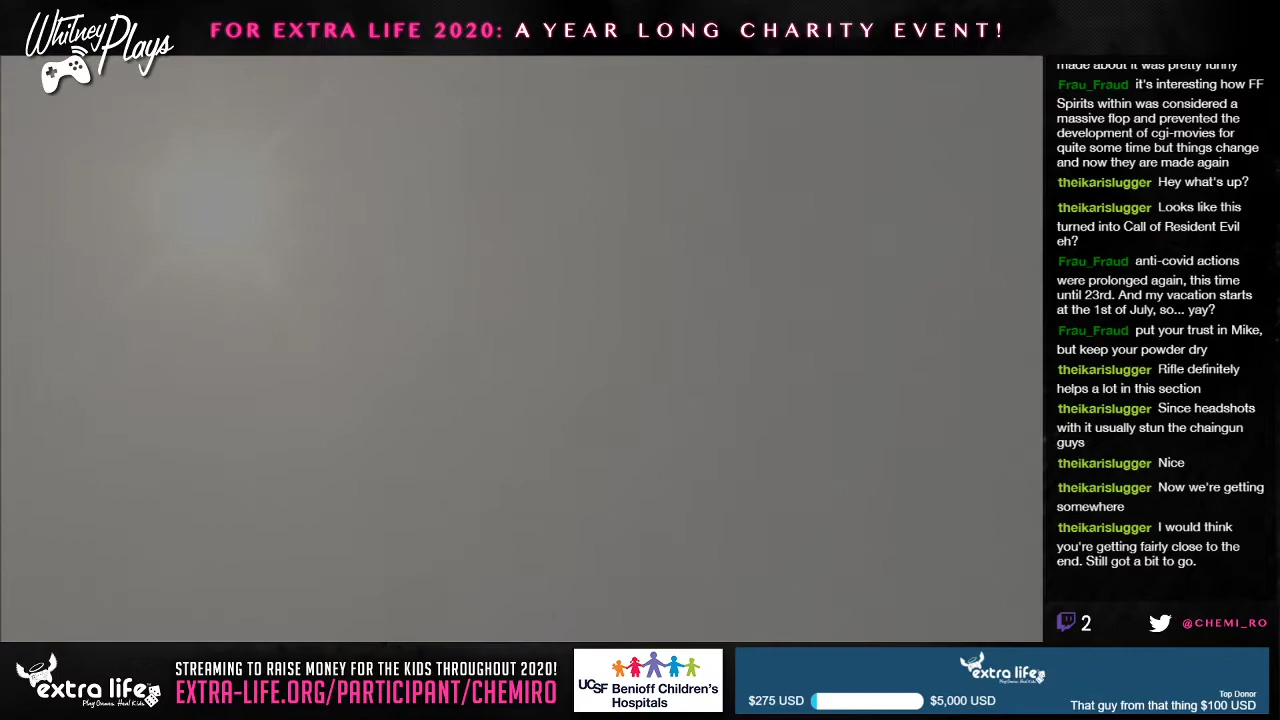 Whitney Plays
FOR EXTRA LIFE 2020: A YEAR LONG CHARITY EVENT!
made about it was pretty funny
Frau_Fraud it's interesting how FF
Spirits within was considered a
massive flop and prevented the
development of cgi-movies for
quite some time but things change
and now they are made again
theikarislugger Hey what's up?
theikarislugger Looks like this
turned into Call of Resident Evil
eh?
Frau_Fraud anti-covid actions
were prolonged again, this time
until 23rd. And my vacation starts
at the 1st of July, so... yay?
Frau_Fraud put your trust in Mike,
but keep your powder dry
theikarislugger Rifle definitely
helps a lot in this section
theikarislugger Since headshots
with it usually stun the chaingun
guys
theikarislugger Nice
theikarislugger Now we're getting
somewhere
theikarislugger I would think
you're getting fairly close to the
end. Still got a bit to go.
2 @CHEMI_RO
extra life
Play Games. Heal Kids.
STREAMING TO RAISE MONEY FOR THE KIDS THROUGHOUT 2020!
EXTRA-LIFE.ORG/PARTICIPANT/CHEMIRO
UCSF Benioff Children's
Hospitals
extra life
Play Games. Heal Kids.
$275 USD $5,000 USD
Top Donor
That guy from that thing $100 USD